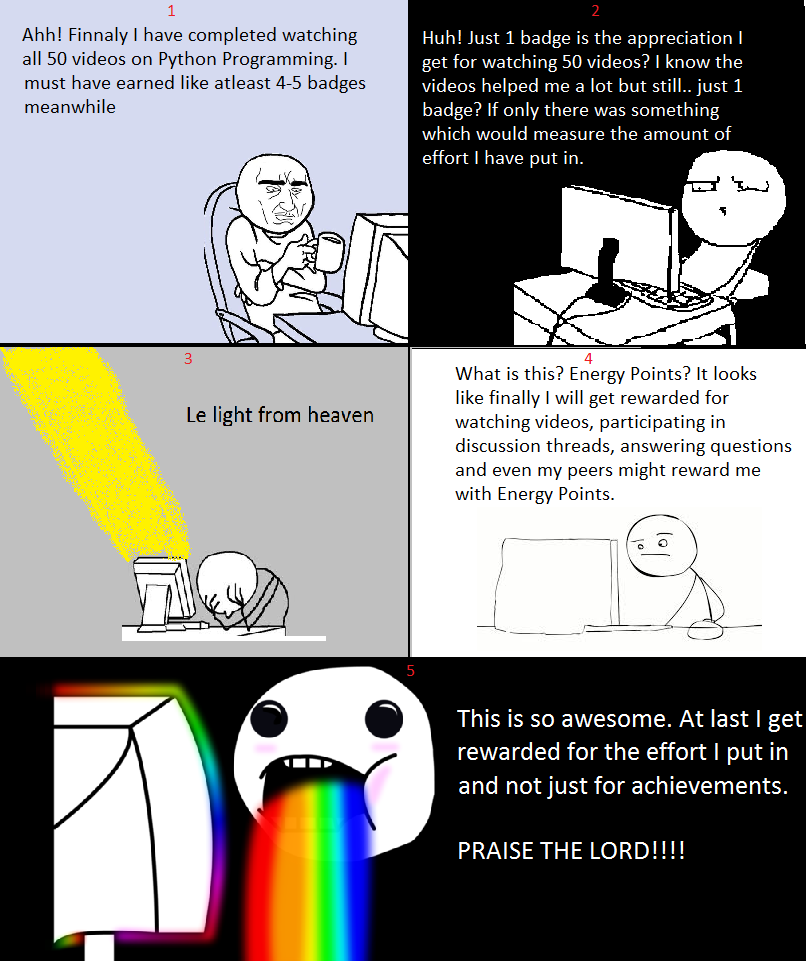 1
Ahh! Finnaly I have completed watching
all 50 videos on Python Programming. I
must have earned like atleast 4-5 badges
meanwhile
2
Huh! Just 1 badge is the appreciation I
get for watching 50 videos? I know the
videos helped me a lot but still.. just 1
badge? If only there was something
which would measure the amount of
effort I have put in.
3
Le light from heaven
4
What is this? Energy Points? It looks
like finally I will get rewarded for
watching videos, participating in
discussion threads, answering questions
and even my peers might reward me
with Energy Points.
5
This is so awesome. At last I get
rewarded for the effort I put in
and not just for achievements.
PRAISE THE LORD!!!!